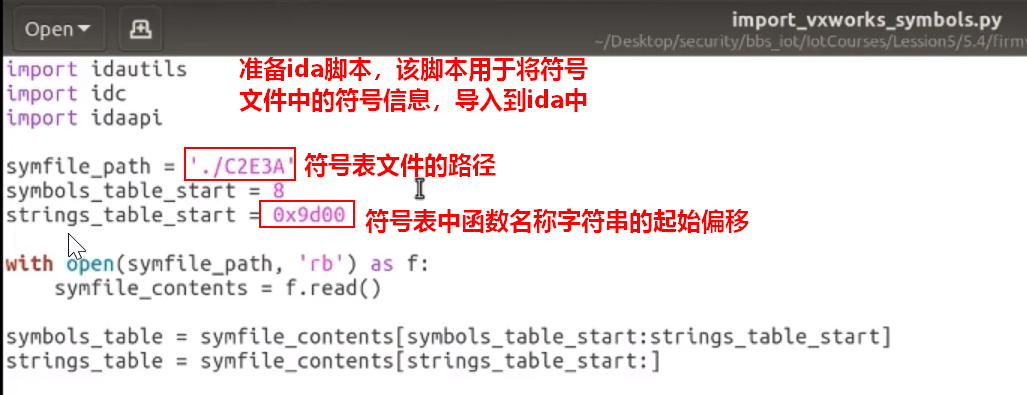 Open
import_vxworks_symbols.py
~/Desktop/security/bbs_iot/IotCourses/Lession5/5.4/firmw
import idautils
import idc
import idaapi
准备ida脚本，该脚本用于将符号
文件中的符号信息，导入到ida中
symfile_path = './C2E3A' 符号表文件的路径
symbols_table_start = 8
strings_table_start = 0x9d00 符号表中函数名称字符串的起始偏移
with open(symfile_path, 'rb') as f:
    symfile_contents = f.read()
symbols_table = symfile_contents[symbols_table_start:strings_table_start]
strings_table = symfile_contents[strings_table_start:]